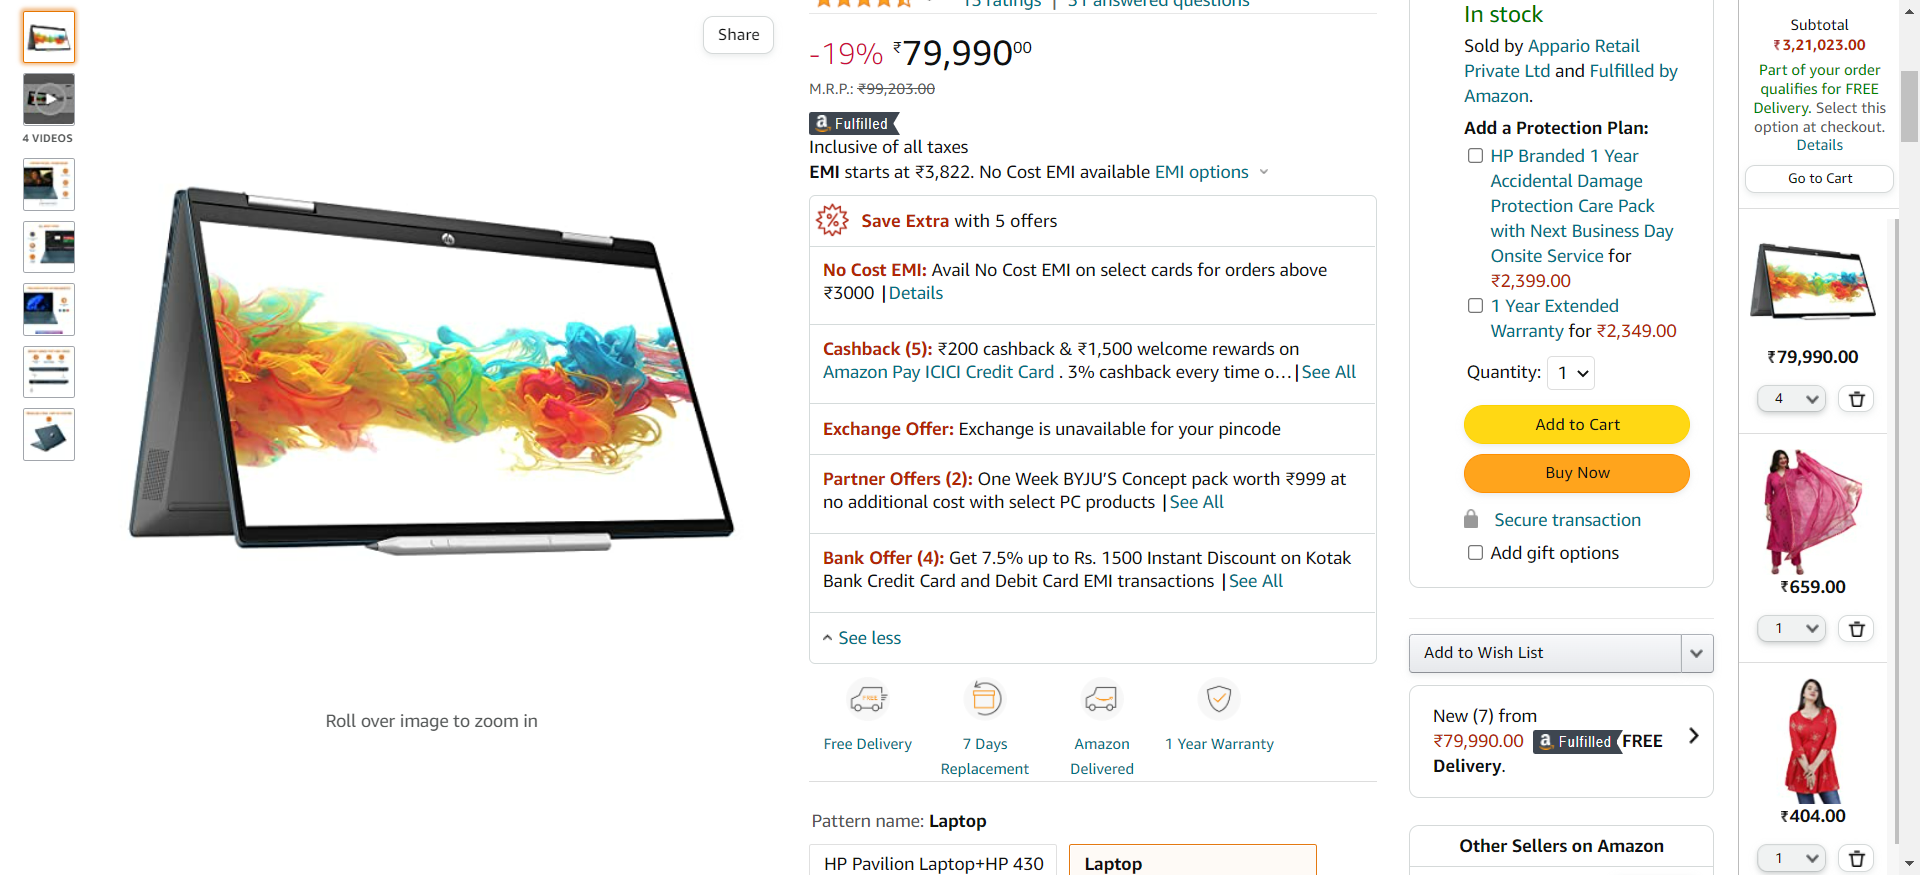 4 VIDEOS
Share
Roll over image to zoom in
13 ratings | 31 answered questions
-19% ₹79,99000
M.R.P.: ₹99,203.00
a Fulfilled
Inclusive of all taxes
EMI starts at ₹3,822. No Cost EMI available EMI options
Save Extra with 5 offers
No Cost EMI: Avail No Cost EMI on select cards for orders above
₹3000 |Details
Cashback (5): ₹200 cashback & ₹1,500 welcome rewards on
Amazon Pay ICICI Credit Card . 3% cashback every time o…|See All
Exchange Offer: Exchange is unavailable for your pincode
Partner Offers (2): One Week BYJU’S Concept pack worth ₹999 at
no additional cost with select PC products |See All
Bank Offer (4): Get 7.5% up to Rs. 1500 Instant Discount on Kotak
Bank Credit Card and Debit Card EMI transactions |See All
See less
Free Delivery
7 Days
Replacement
Amazon
Delivered
1 Year Warranty
Pattern name: Laptop
HP Pavilion Laptop+HP 430
Laptop
In stock
Sold by Appario Retail
Private Ltd and Fulfilled by
Amazon.
Add a Protection Plan:
HP Branded 1 Year
Accidental Damage
Protection Care Pack
with Next Business Day
Onsite Service for
₹2,399.00
1 Year Extended
Warranty for ₹2,349.00
Quantity: 1
Add to Cart
Buy Now
Secure transaction
Add gift options
Add to Wish List
New (7) from
₹79,990.00 a Fulfilled FREE
Delivery.
Other Sellers on Amazon
Subtotal
₹3,21,023.00
Part of your order
qualifies for FREE
Delivery. Select this
option at checkout.
Details
Go to Cart
₹79,990.00
4
₹659.00
1
₹404.00
1